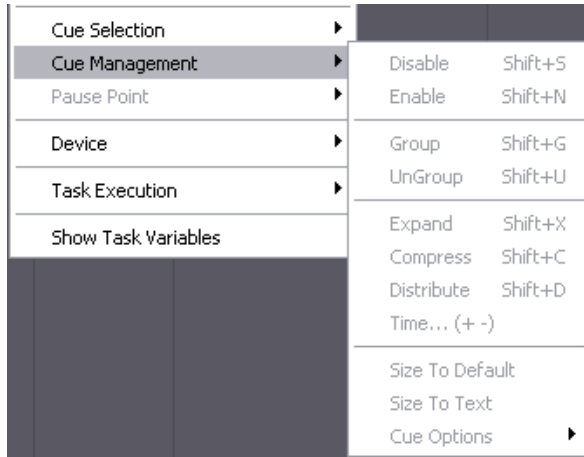 Cue Selection
Cue Management
Pause Point
Device
Task Execution
Show Task Variables
Disable Shift+S
Enable Shift+N
Group Shift+G
UnGroup Shift+U
Expand Shift+X
Compress Shift+C
Distribute Shift+D
Time... (+ -)
Size To Default
Size To Text
Cue Options